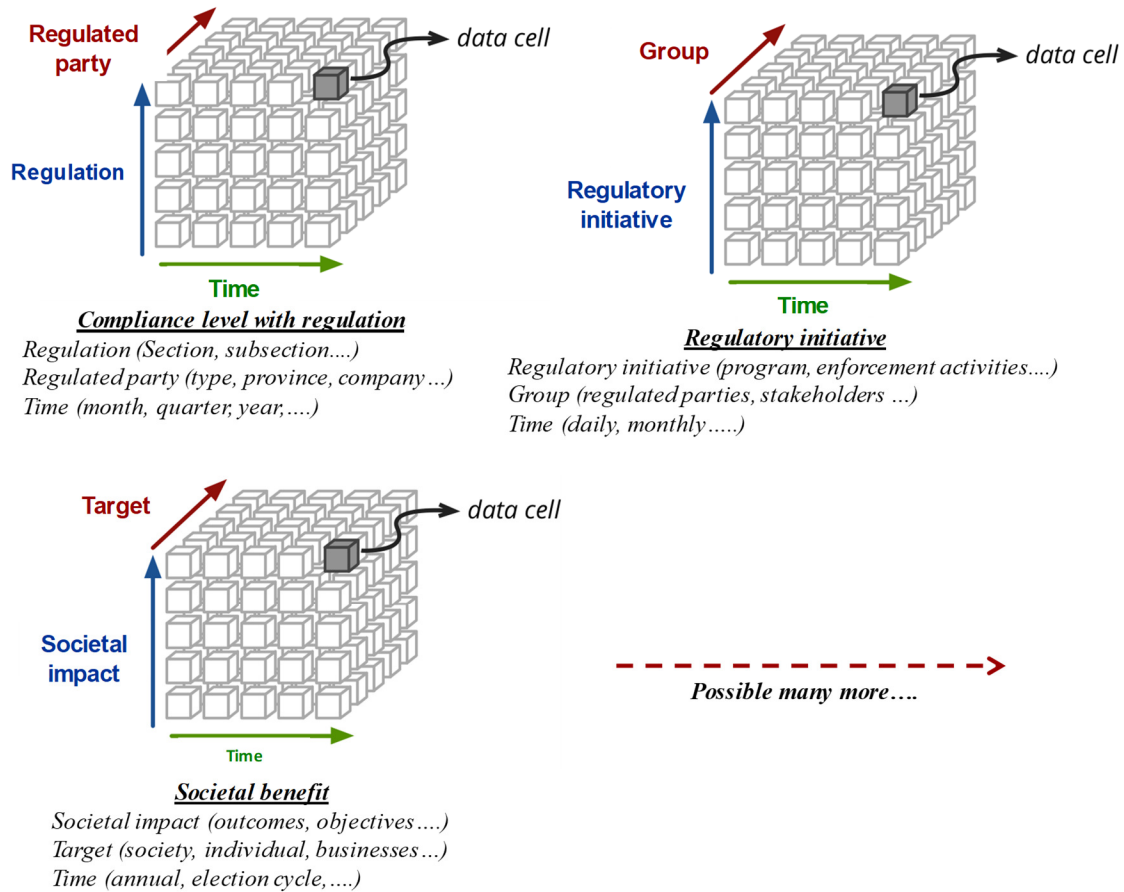 Regulated
party
data cell
Regulation
Time
Compliance level with regulation
Regulation (Section, subsection....)
Regulated party (type, province, company…)
Time (month, quarter, year,….)
Group
data cell
Regulatory
initiative
Time
Regulatory initiative
Regulatory initiative (program, enforcement activities….)
Group (regulated parties, stakeholders …)
Time (daily, monthly…..)
Target
data cell
Societal
impact
Time
Societal benefit
Societal impact (outcomes, objectives….)
Target (society, individual, businesses…)
Time (annual, election cycle,….)
Possible many more….